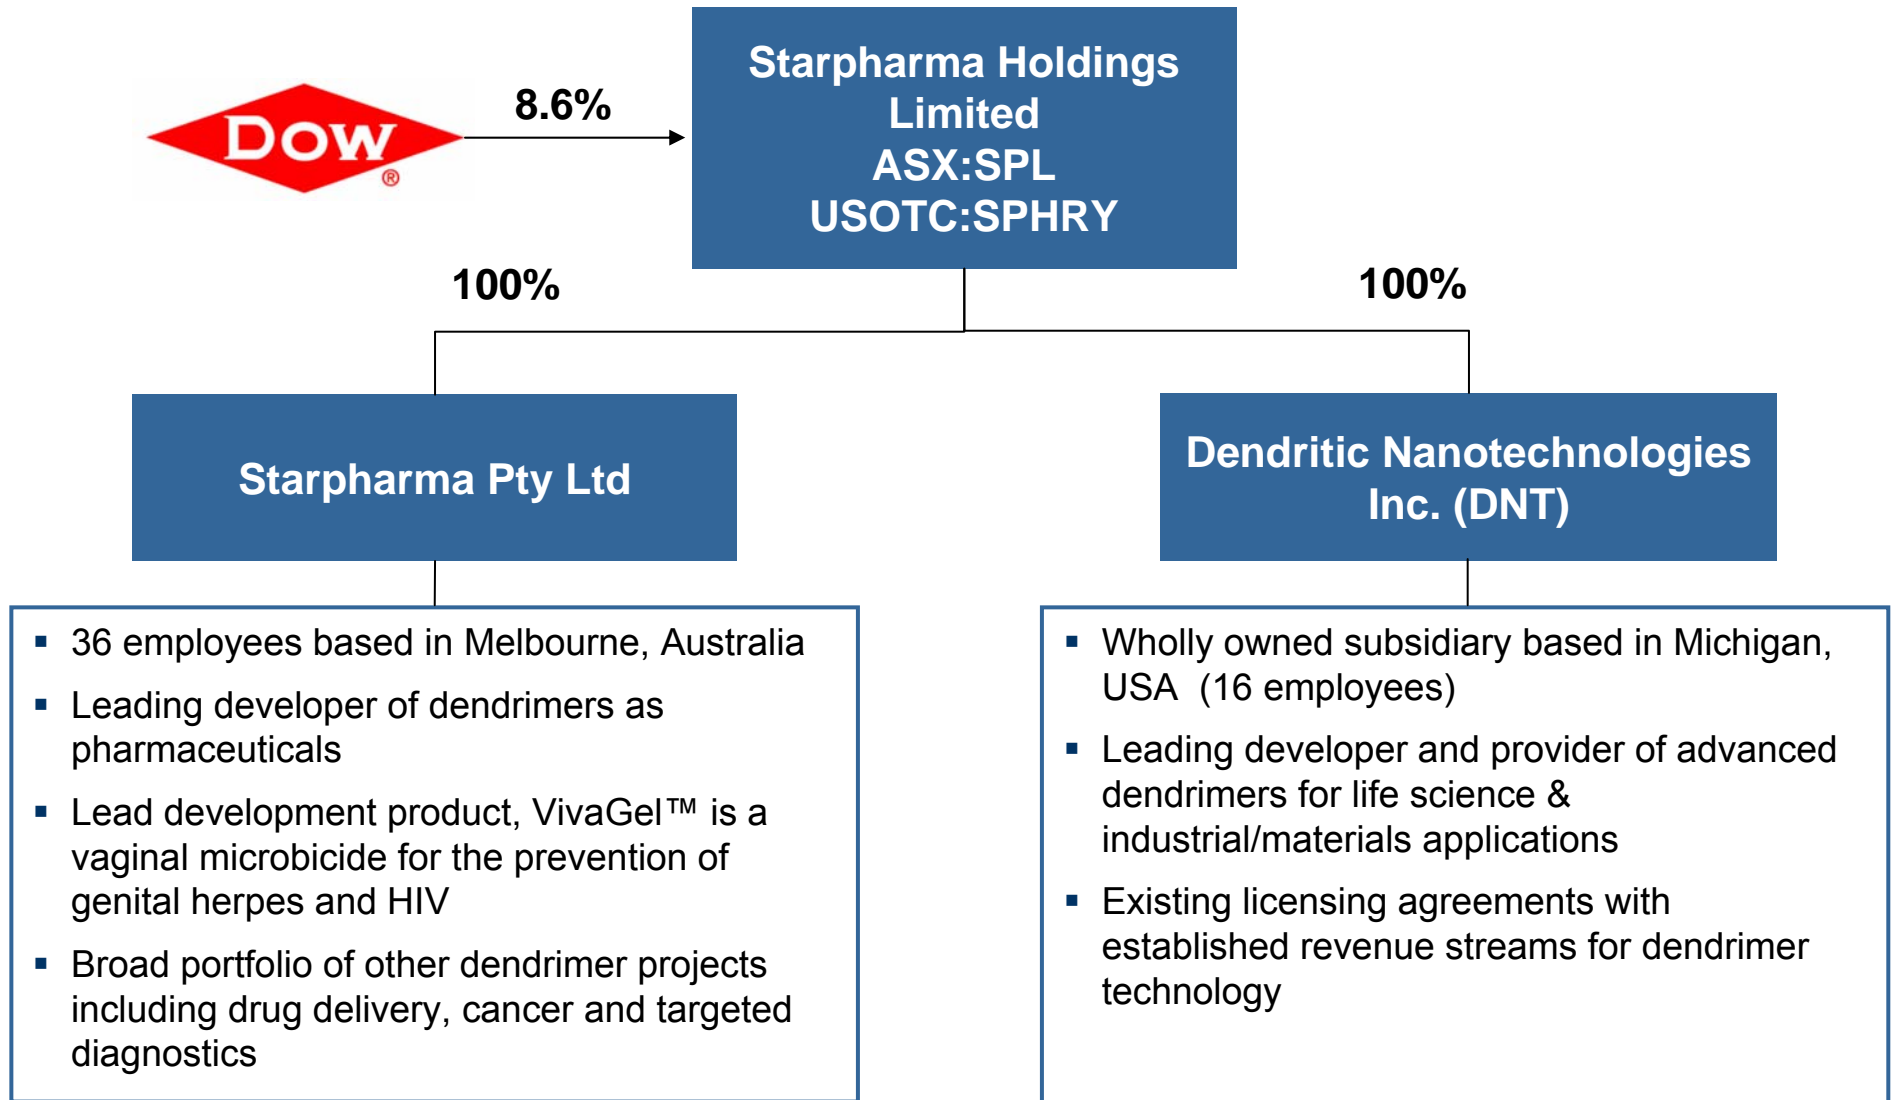 DOW
®
8.6%
Starpharma Holdings
Limited
ASX:SPL
USOTC:SPHRY
100%
100%
Starpharma Pty Ltd
Dendritic Nanotechnologies
Inc. (DNT)
▪ 36 employees based in Melbourne, Australia
▪ Leading developer of dendrimers as
pharmaceuticals
▪ Lead development product, VivaGel™ is a
vaginal microbicide for the prevention of
genital herpes and HIV
▪ Broad portfolio of other dendrimer projects
including drug delivery, cancer and targeted
diagnostics
▪ Wholly owned subsidiary based in Michigan,
USA  (16 employees)
▪ Leading developer and provider of advanced
dendrimers for life science &
industrial/materials applications
▪ Existing licensing agreements with
established revenue streams for dendrimer
technology